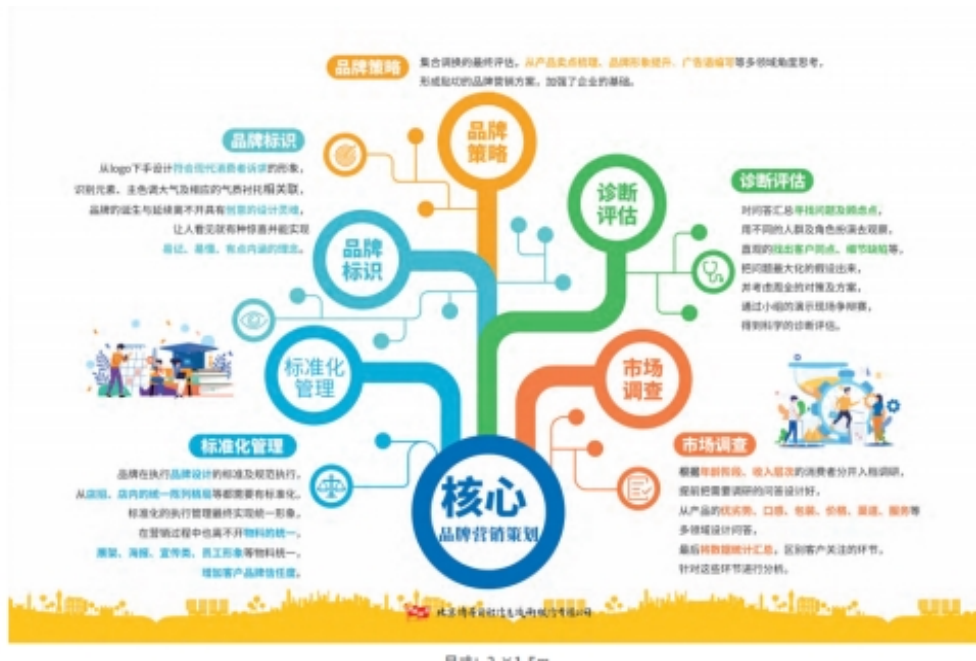 品牌策略
集合调换的最终评估。从产品卖点梳理、品牌形象提升、广告语编写等多领域角度思考,
形成贴切的品牌营销方案,加强了企业的基础。
品牌标识
从logo下手设计符合现代消费者诉求的形象,
识别元素、主色调大气及相应的气质衬托相关联,
品牌的诞生与延续离不开具有创意的设计灵魂,
让人看见就有种惊喜并能实现
易记、易懂、有点内涵的理念。
品牌
策略
诊断
评估
诊断评估
对问答汇总寻找问题及顾虑点,
用不同的人群及角色扮演去观察,
直观的找出客户同点、细节缺陷等,
把问题最大化的假设出来,
并考虑周全的对策及方案,
通过小组的演示现场争辩赛,
得到科学的诊断评估。
品牌
标识
标准化
管理
市场
调查
标准化管理
品牌在执行品牌设计的标准及规范执行,
从店招、店内的统一陈列格局等都需要有标准化,
标准化的执行管理最终实现统一形象。
在营销过程中也离不开物料的统一,
展架、海报、宣传类、员工形象等物料统一,
增加客户品牌信任度。
核心
品牌营销策划
市场调查
根据年龄阶段、收入层次的消费者分开入档调研,
提前把需要调研的问答设计好,
从产品的优劣势、口感、包装、价格、渠道、服务等
多领域设计问答。
最后将数据统计汇总,区别客户关注的环节,
针对这些环节进行分析。